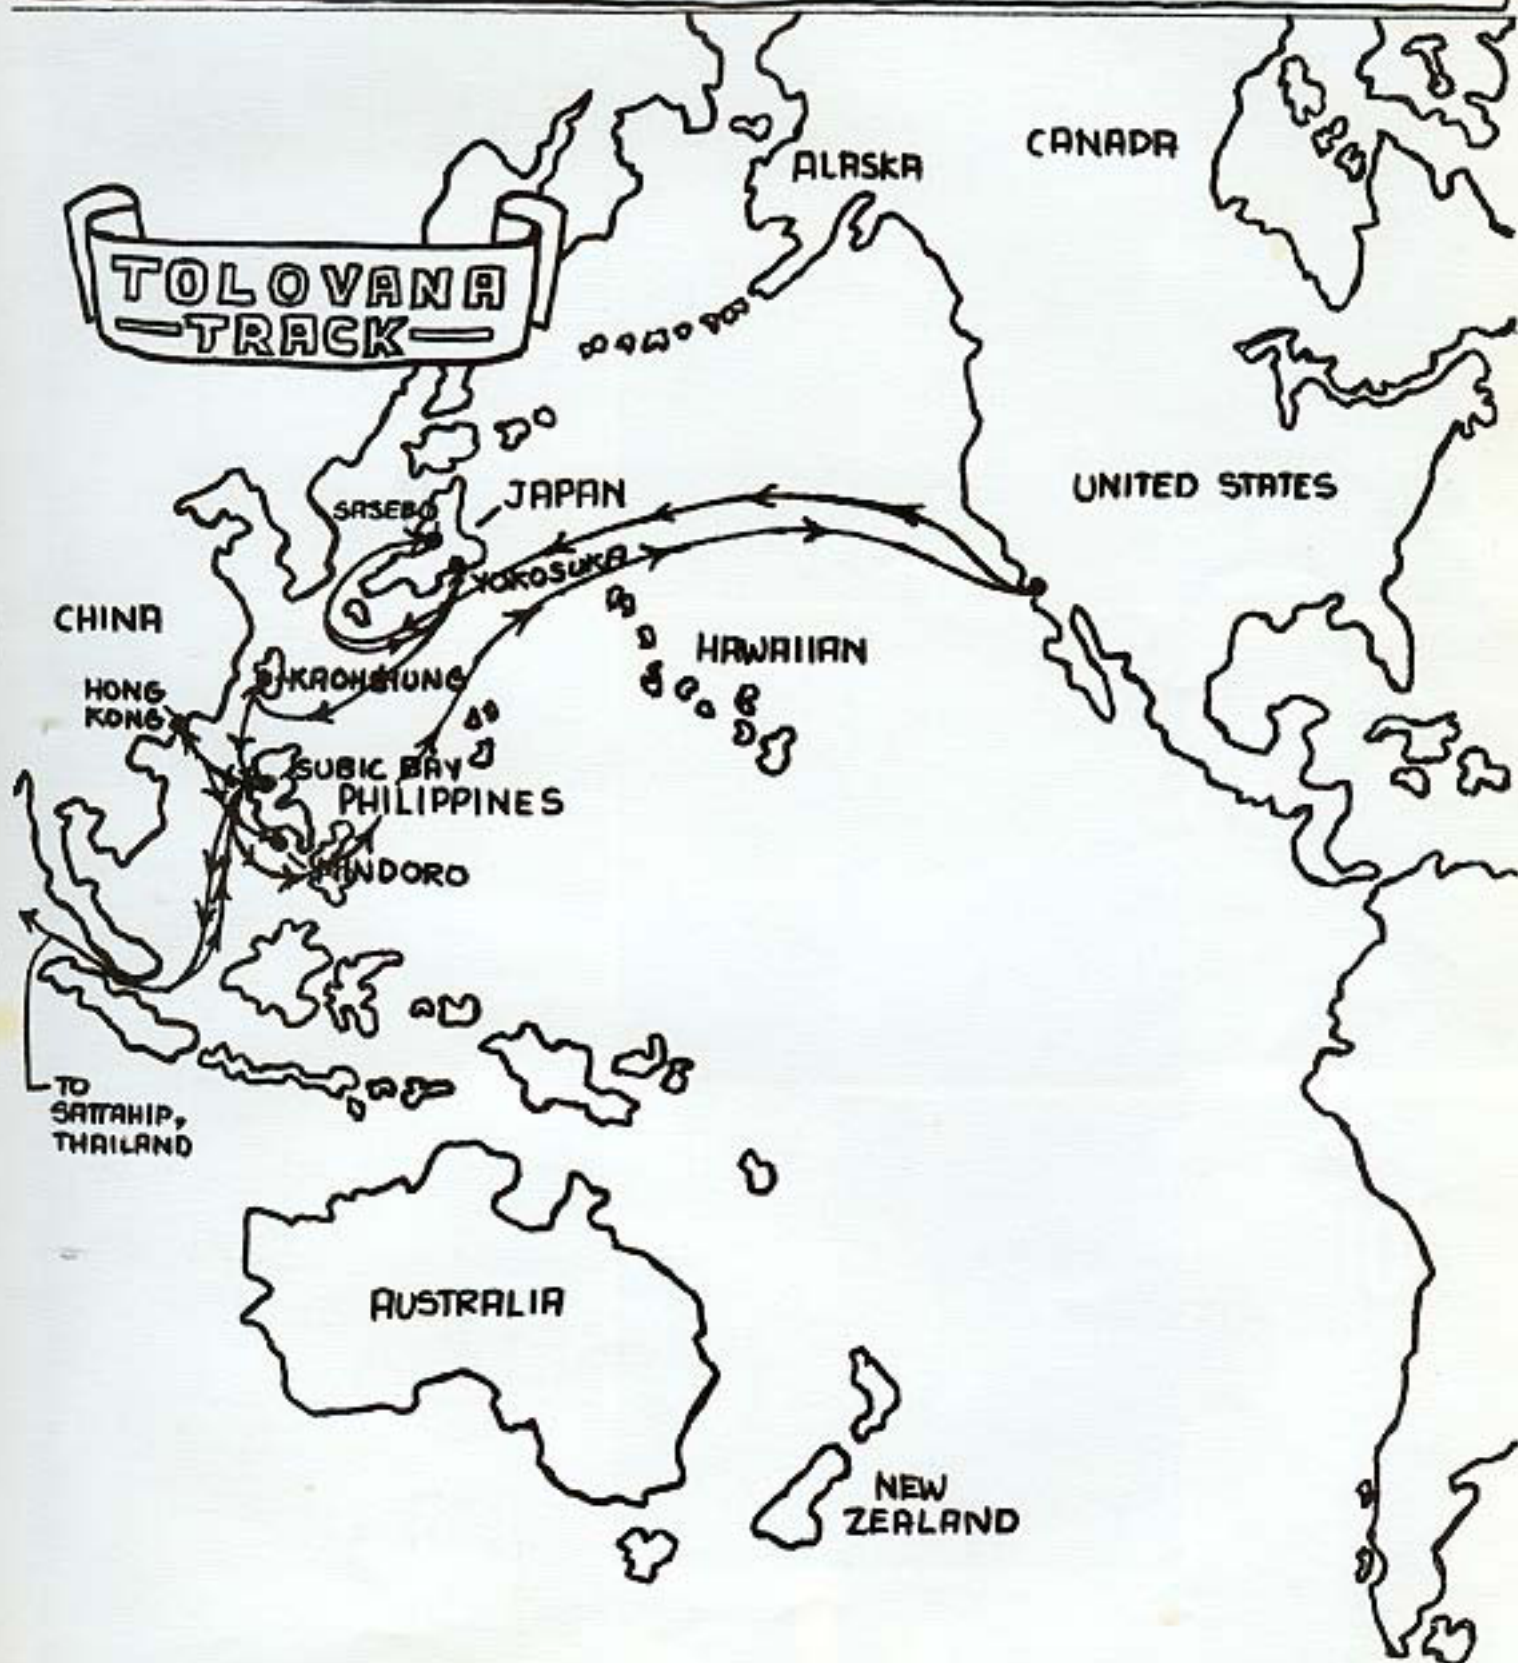 TOLOVANA
TRACK
ALASKA
CANADA
UNITED STATES
SASEBO
JAPAN
YOKOSUKA
CHINA
HAWAIIAN
KAOHSIUNG
HONG
KONG
SUBIC BAY
PHILIPPINES
MINDORO
TO
SATTAHIP,
THAILAND
AUSTRALIA
NEW
ZEALAND